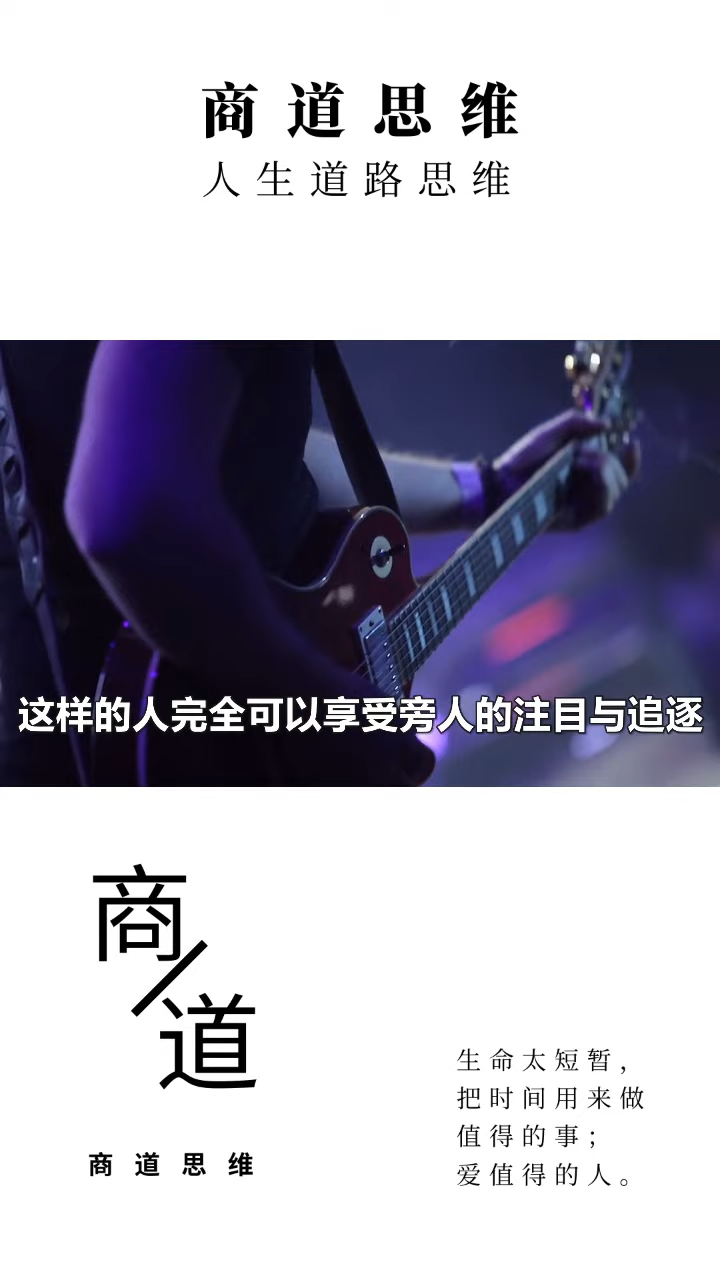 商道思维
人生道路思维
这样的人完全可以享受旁人的注目与追逐
商/道
商道思维
生命太短暂，
把时间用来做
值得的事；
爱值得的人。